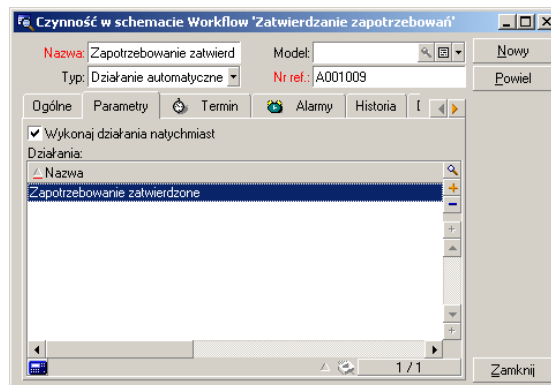 Czynność w schemacie Workflow 'Zatwierdzanie zapotrzebowań'
Nazwa: Zapotrzebowanie zatwierd Model: Nowy
Typ: Działanie automatyczne Nr ref.: A001009 Powiel
Ogólne Parametry Termin Alarmy Historia
Wykonaj działania natychmiast
Działania:
Nazwa
Zapotrzebowanie zatwierdzone
1 / 1
Zamknij